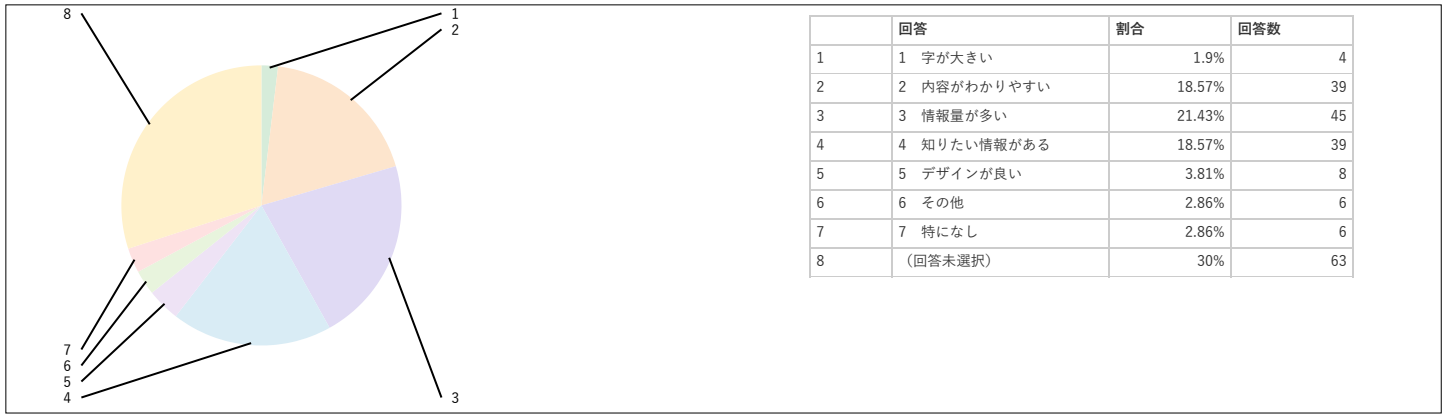 8
1
2
7
6
5
4
3
回答 割合 回答数
1 1 字が大きい 1.9% 4
2 2 内容がわかりやすい 18.57% 39
3 3 情報量が多い 21.43% 45
4 4 知りたい情報がある 18.57% 39
5 5 デザインが良い 3.81% 8
6 6 その他 2.86% 6
7 7 特になし 2.86% 6
8 （回答未選択） 30% 63